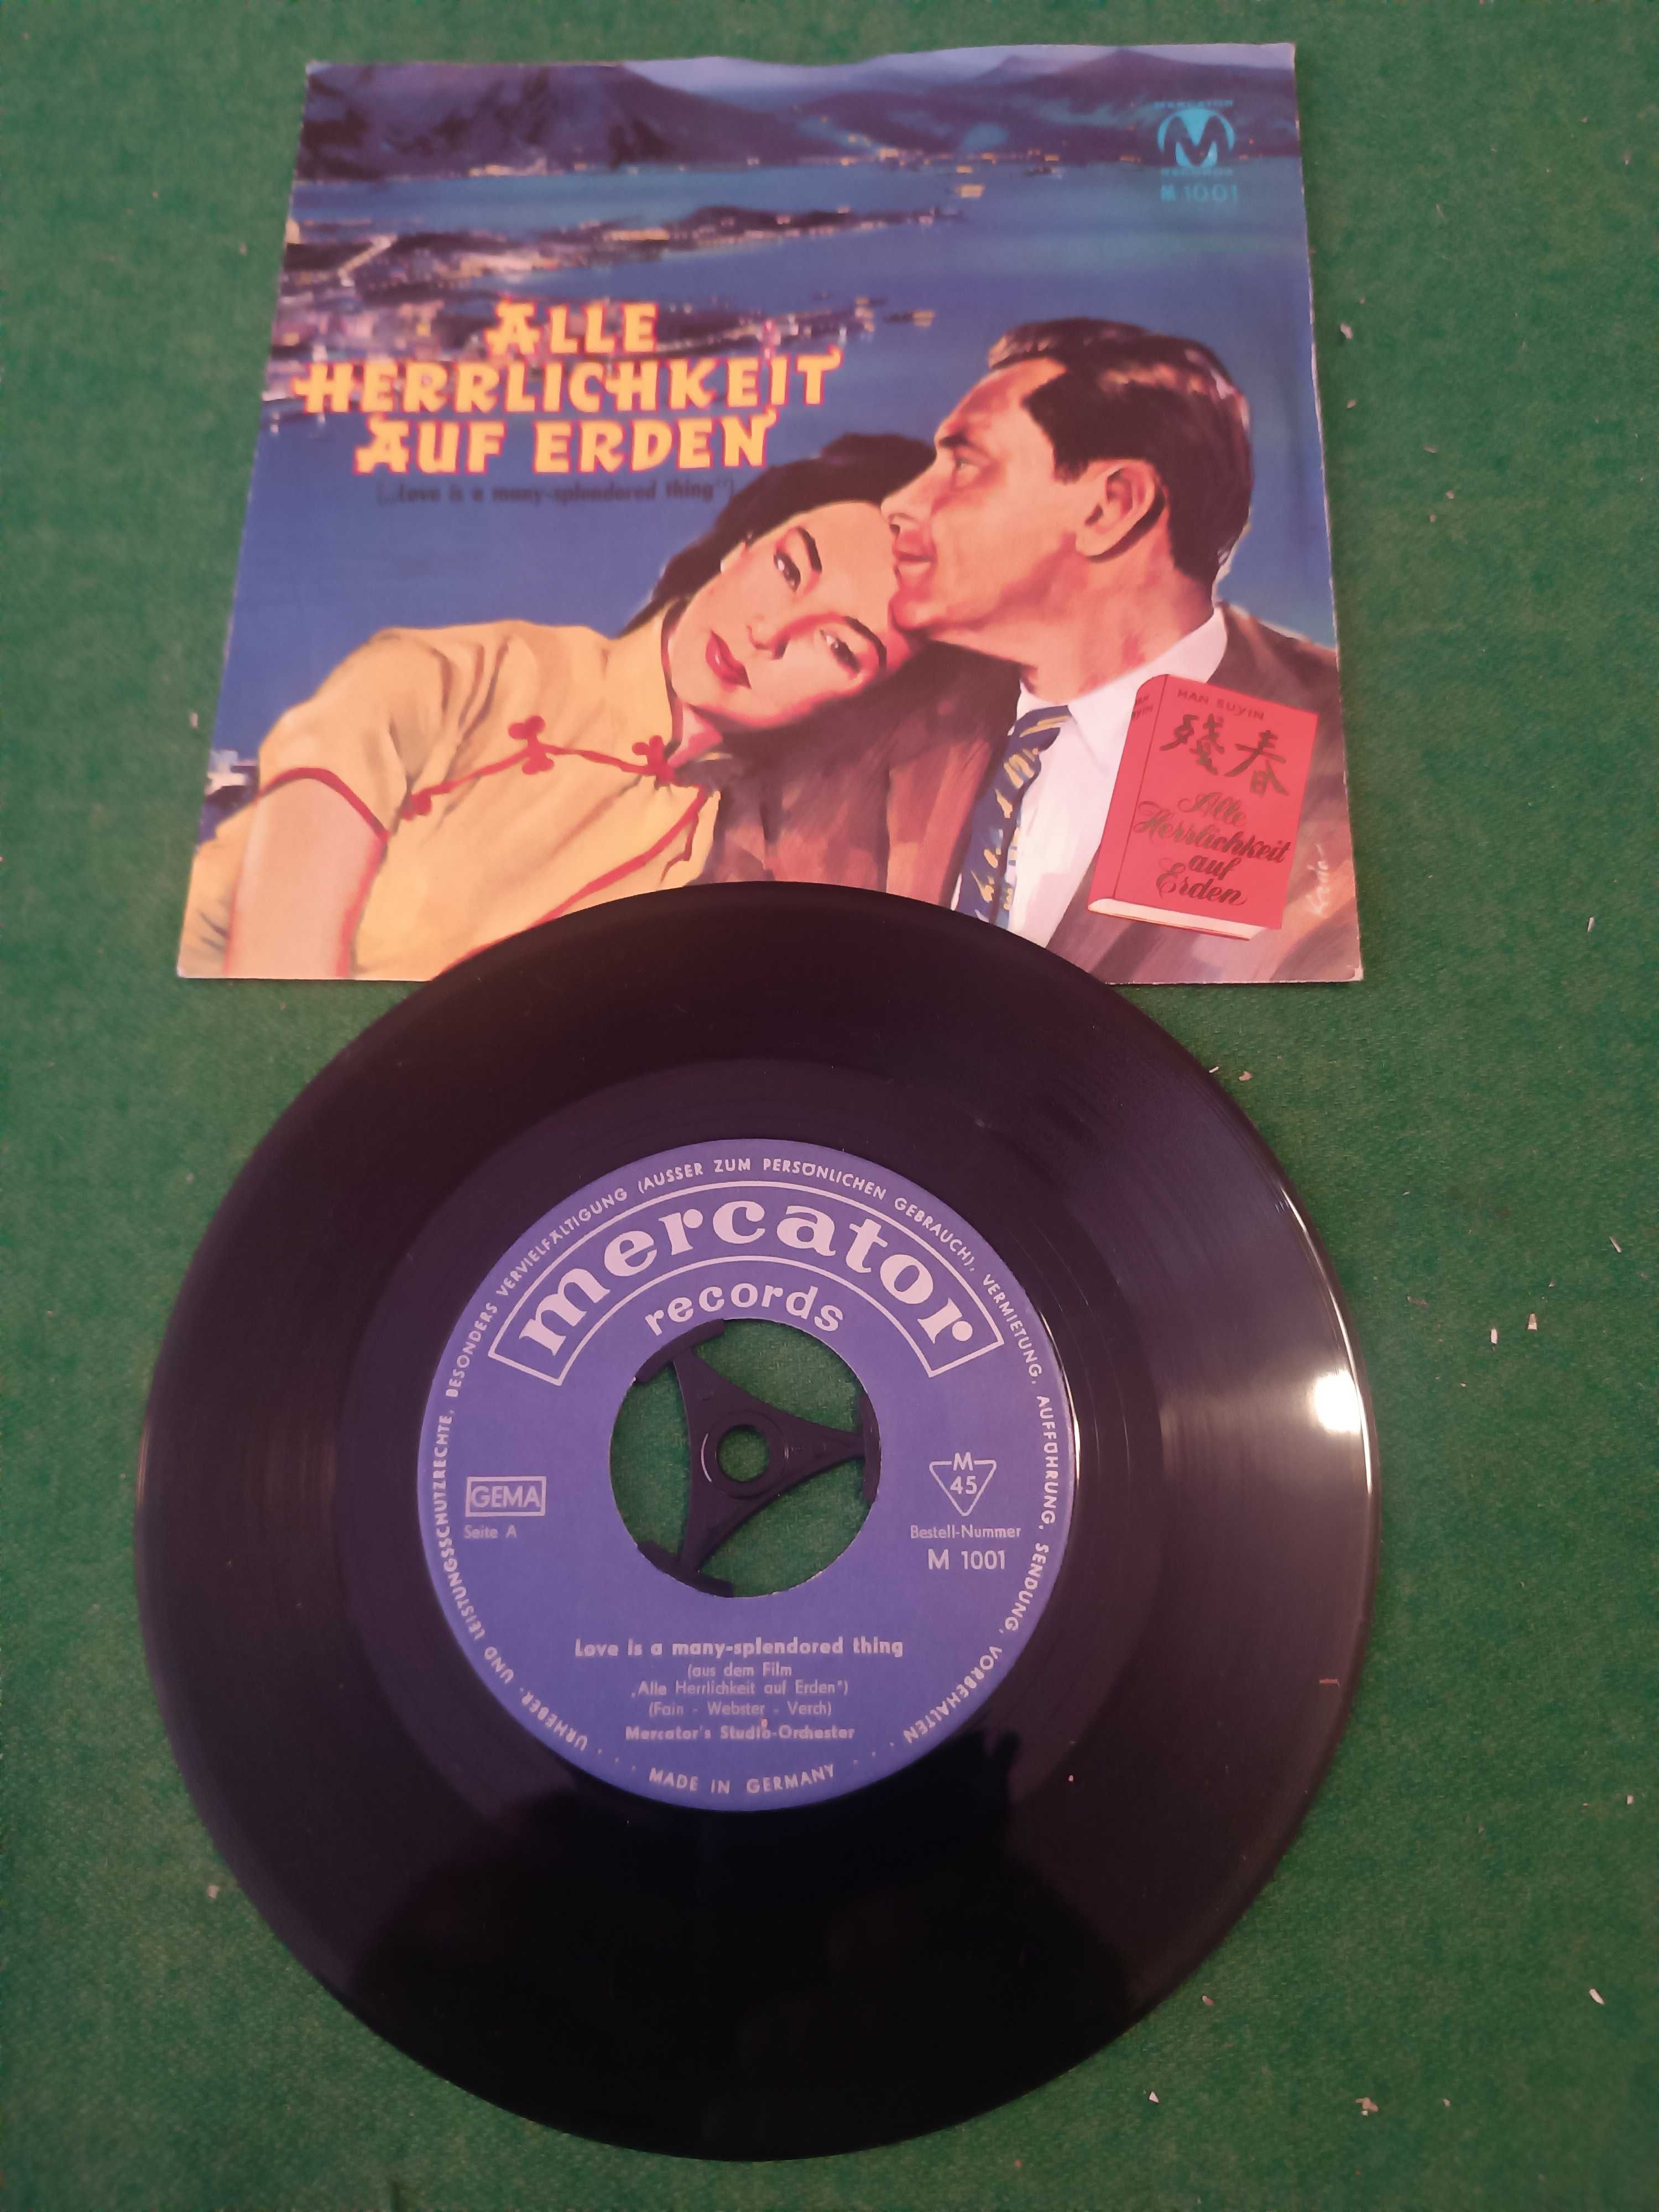 MERCATOR
M
RECORDS
M 1001
ALLE
HERRLICHKEIT
AUF ERDEN
(„Love is a many-splendored thing“)
HAN SUYIN
殘春
Alle
Herrlichkeit
auf
Erden
URHEBER- UND LEISTUNGSSCHUTZRECHTE, BESONDERS VERVIELFÄLTIGUNG (AUSSER ZUM PERSÖNLICHEN GEBRAUCH), VERMIETUNG, AUFFÜHRUNG, SENDUNG, VORBEHALTEN
mercator
records
GEMA
Seite A
M
45
Bestell-Nummer
M 1001
Love is a many-splendored thing
(aus dem Film
„Alle Herrlichkeit auf Erden")
(Fain - Webster - Verch)
Mercator's Studio-Orchester
MADE IN GERMANY